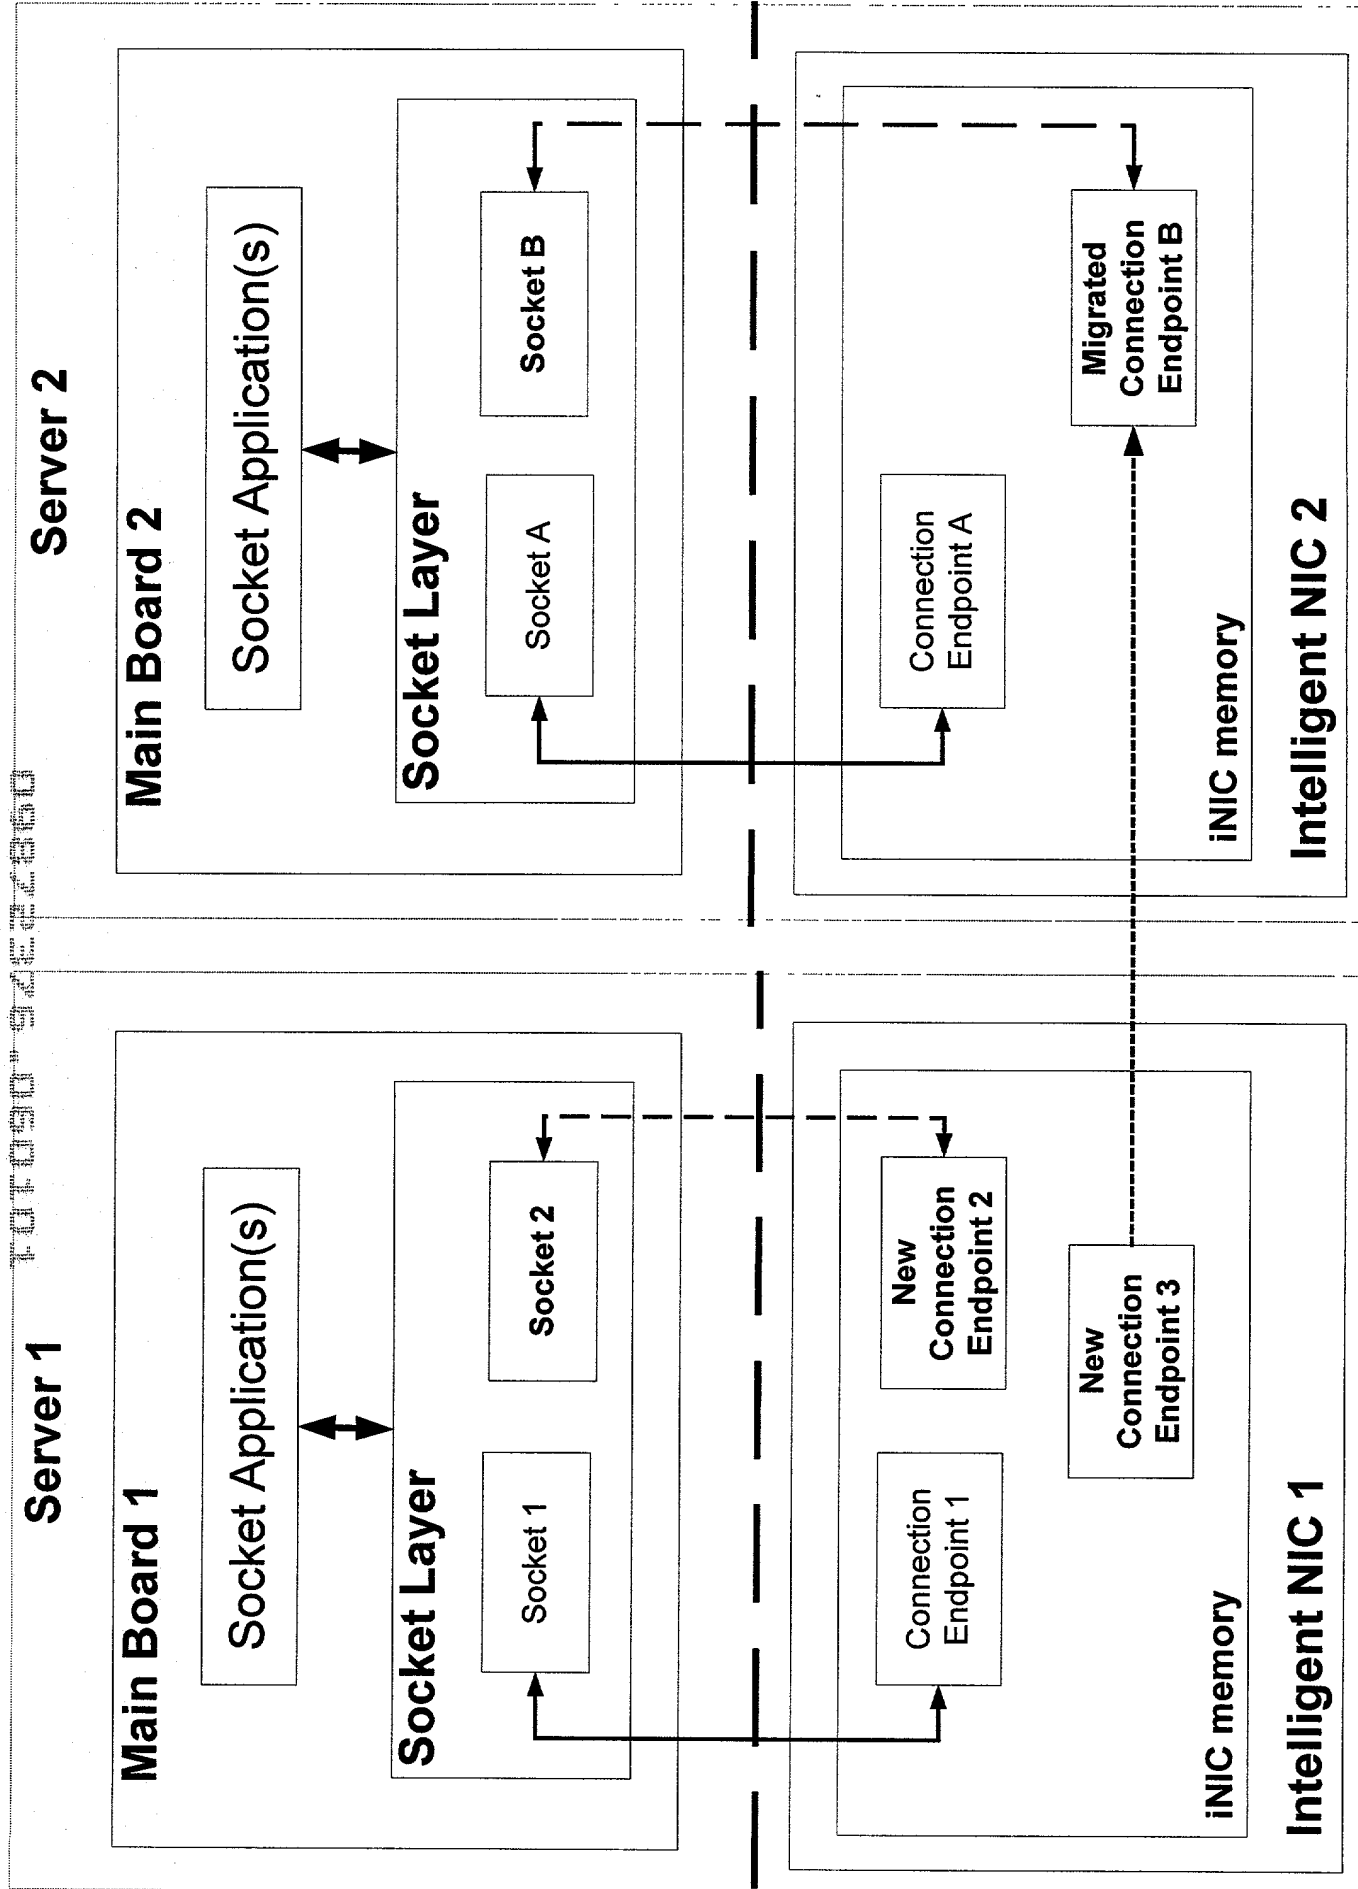 Server 1
Main Board 1
Socket Application(s)
Socket Layer
Socket 1
Socket 2
Connection
Endpoint 1
New
Connection
Endpoint 2
New
Connection
Endpoint 3
iNIC memory
Intelligent NIC 1
Server 2
Main Board 2
Socket Application(s)
Socket Layer
Socket A
Socket B
Connection
Endpoint A
Migrated
Connection
Endpoint B
iNIC memory
Intelligent NIC 2